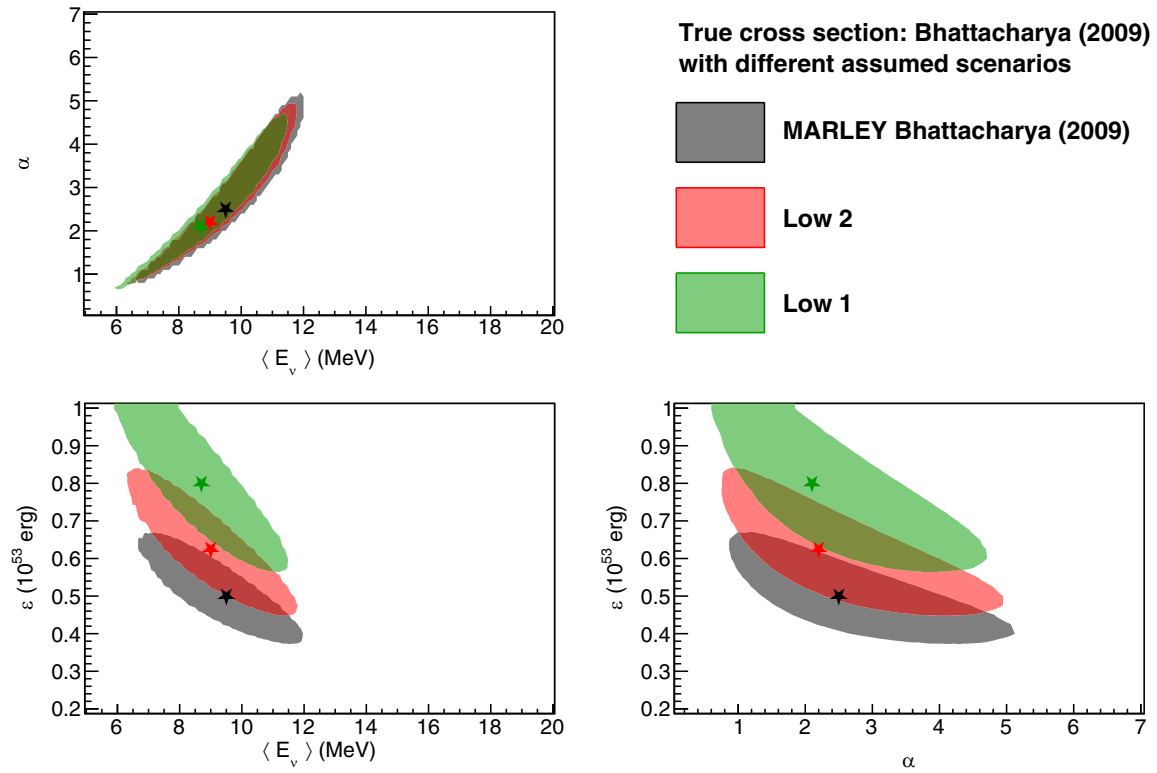 7
6
5
4
3
2
1
α
6 8 10 12 14 16 18 20
⟨ E_ν ⟩ (MeV)
True cross section: Bhattacharya (2009)
with different assumed scenarios
MARLEY Bhattacharya (2009)
Low 2
Low 1
1
0.9
0.8
0.7
0.6
0.5
0.4
0.3
0.2
ε (10^53 erg)
6 8 10 12 14 16 18 20
⟨ E_ν ⟩ (MeV)
1
0.9
0.8
0.7
0.6
0.5
0.4
0.3
0.2
ε (10^53 erg)
1 2 3 4 5 6 7
α